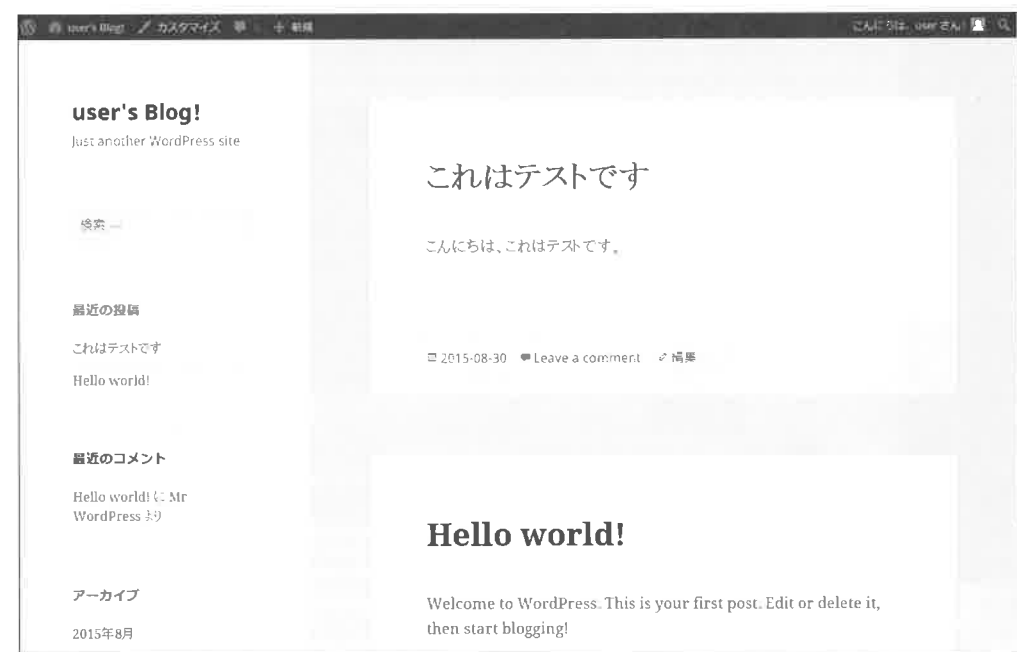 user's Blog! カスタマイズ 新規
こんにちは、user さん
user's Blog!
Just another WordPress site
検索
最近の投稿
これはテストです
Hello world!
最近のコメント
Hello world! に Mr
WordPress より
アーカイブ
2015年8月
これはテストです
こんにちは、これはテストです。
2015-08-30 Leave a comment 編集
Hello world!
Welcome to WordPress. This is your first post. Edit or delete it,
then start blogging!